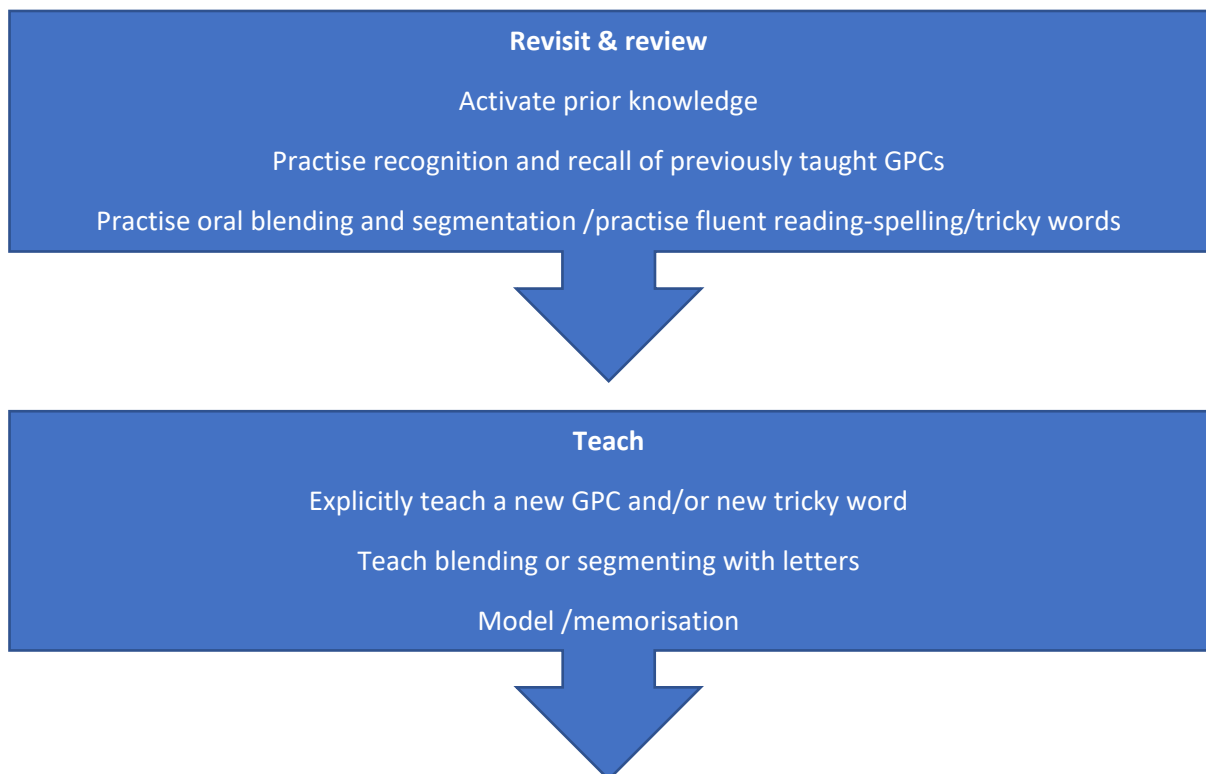 Revisit & review
Activate prior knowledge
Practise recognition and recall of previously taught GPCs
Practise oral blending and segmentation /practise fluent reading-spelling/tricky words
Teach
Explicitly teach a new GPC and/or new tricky word
Teach blending or segmenting with letters
Model /memorisation